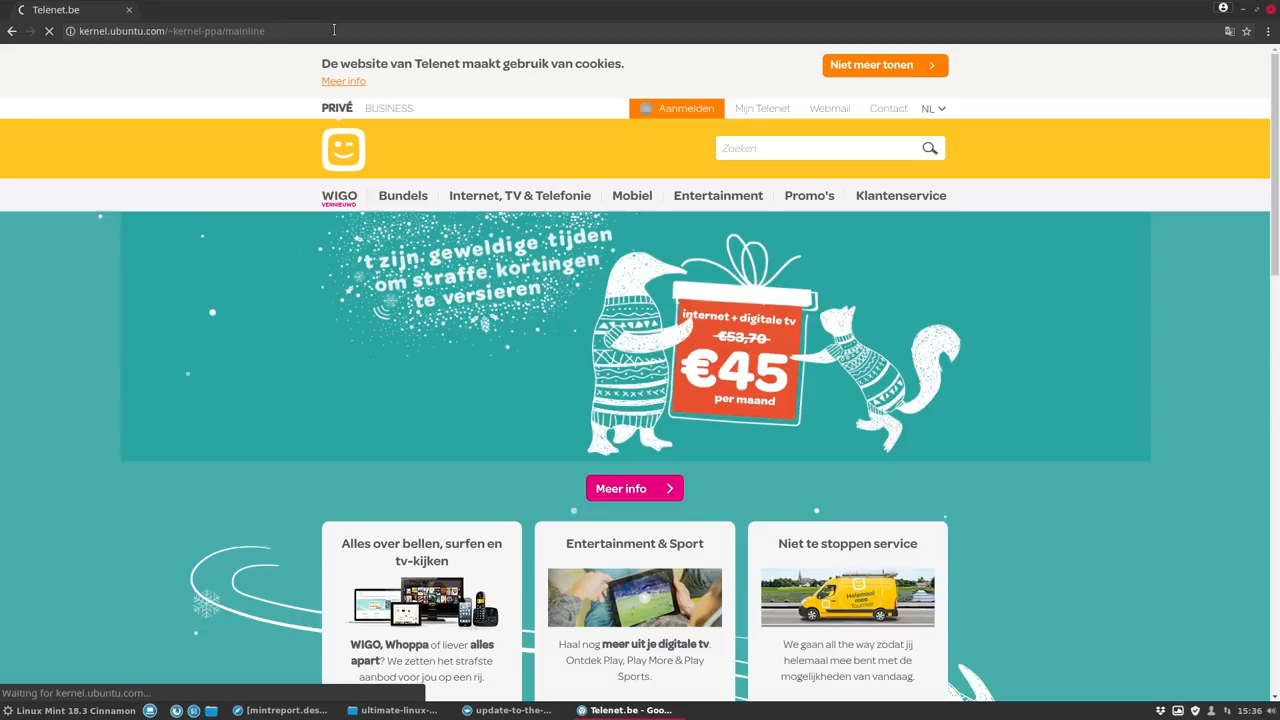 Telenet.be
kernel.ubuntu.com/~kernel-ppa/mainline
De website van Telenet maakt gebruik van cookies.
Meer info
Niet meer tonen
PRIVÉ
BUSINESS
Aanmelden
Mijn Telenet
Webmail
Contact
NL
Zoeken
WIGO
VERNIEUWD
Bundels
Internet, TV & Telefonie
Mobiel
Entertainment
Promo's
Klantenservice
't zijn geweldige tijden
om straffe kortingen
te versieren
internet + digitale tv
€53,70
€45
per maand
Meer info
Alles over bellen, surfen en
tv-kijken
WIGO, Whoppa of liever alles
apart? We zetten het strafste
aanbod voor jou op een rij.
Entertainment & Sport
Haal nog meer uit je digitale tv.
Ontdek Play, Play More & Play
Sports.
Niet te stoppen service
Helemaal
mee
Tournee
We gaan all the way zodat jij
helemaal mee bent met de
mogelijkheden van vandaag.
Waiting for kernel.ubuntu.com...
Linux Mint 18.3 Cinnamon
[mintreport.des...
ultimate-linux-...
update-to-the-...
Telenet.be - Goo...
15:36